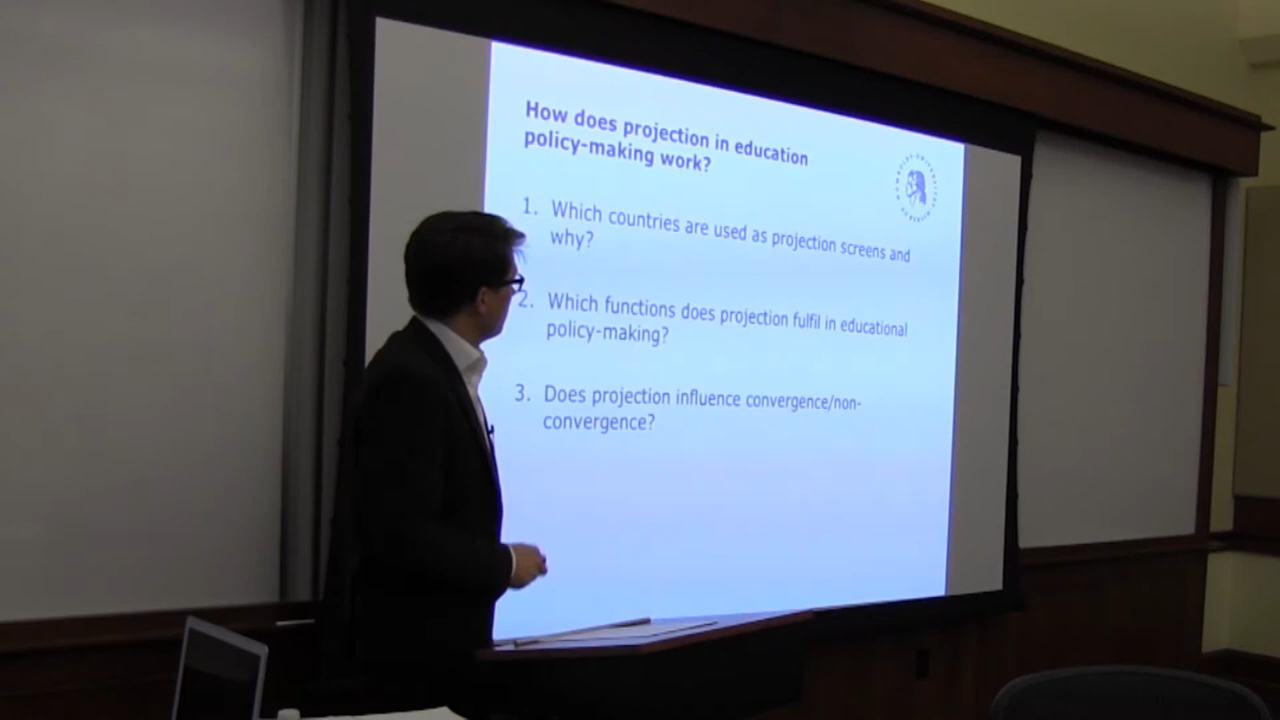 How does projection in education
policy-making work?
1. Which countries are used as projection screens and
why?
2. Which functions does projection fulfil in educational
policy-making?
3. Does projection influence convergence/non-
convergence?